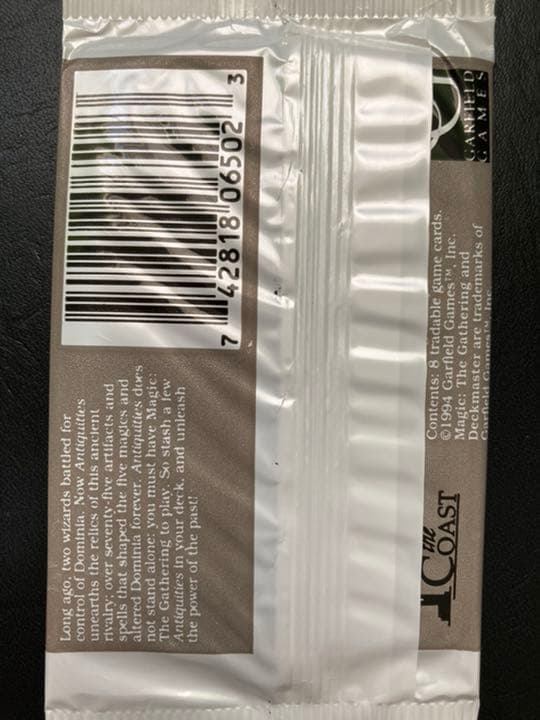 Long ago, two wizards battled for
control of Dominia. Now Antiquities
unearths the relics of this ancient
rivalry: over seventy-five artifacts and
spells that shaped the five magics and
altered Dominia forever. Antiquities does
not stand alone; you must have Magic:
The Gathering to play. So stash a few
Antiquities in your deck, and unleash
the power of the past!
7 42818 06502 3
the
COAST
Contents: 8 tradable game cards.
©1994 Garfield Games™, Inc.
Magic: The Gathering and
Deckmaster are trademarks of
Garfield Games™, Inc.
GARFIELD
GAMES